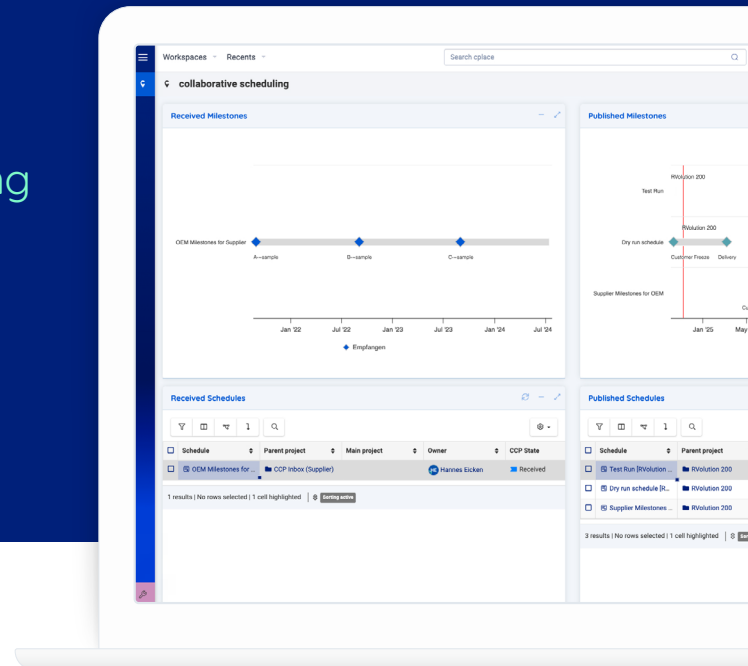 Workspaces Recents Search cplace
collaborative scheduling
Received Milestones
OEM Milestones for Supplier
A—sample B—sample C—sample
Jan '22 Jul '22 Jan '23 Jul '23 Jan '24 Jul '24
Empfangen
Published Milestones
RVolution 200
Test Run
RVolution 200
Dry run schedule
Customer Freeze Delivery
Supplier Milestones for OEM
Cu
Jan '25 May
Received Schedules
Schedule Parent project Main project Owner CCP State
OEM Milestones for ... CCP Inbox (Supplier) HE Hannes Eicken Received
1 results | No rows selected | 1 cell highlighted | Sorting active
Published Schedules
Schedule Parent project
Test Run [RVolution ... RVolution 200
Dry run schedule [R... RVolution 200
Supplier Milestones ... RVolution 200
3 results | No rows selected | 1 cell highlighted |